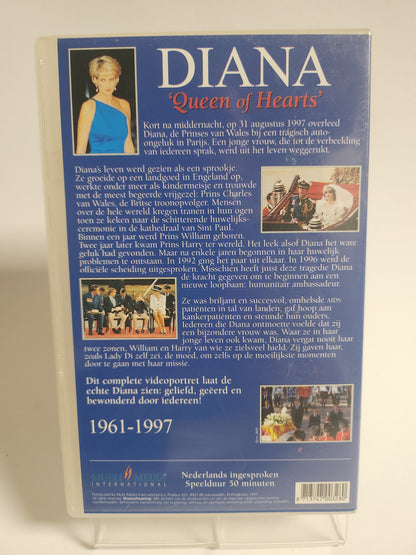 DIANA
'Queen of Hearts'
Kort na middernacht, op 31 augustus 1997 overleed
Diana, de Prinses van Wales bij een tragisch auto-
ongeluk in Parijs. Een jonge vrouw, die tot de verbeelding
van iedereen sprak, werd uit het leven weggerukt.
Diana's leven werd gezien als een sprookje.
Ze groeide op een landgoed in Engeland op,
werkte onder meer als kindermeisje en trouwde
met de meest begeerde vrijgezel: Prins Charles
van Wales, de Britse troonopvolger. Mensen
over de hele wereld kregen tranen in hun ogen
toen ze keken naar de schitterende huwelijks-
ceremonie in de kathedraal van Sint Paul.
Binnen een jaar werd Prins William geboren.
Twee jaar later kwam Prins Harry ter wereld. Het leek alsof Diana het ware
geluk had gevonden. Maar na enkele jaren begonnen in haar huwelijk
problemen te ontstaan. In 1992 ging het paar uit elkaar. In 1996 werd de
officiële scheiding uitgesproken. Misschien heeft juist deze tragedie Diana
de kracht gegeven om te beginnen aan een
nieuwe loopbaan: humanitair ambassadeur.
Ze was briljant en succesvol, omhelsde AIDS
patiënten in tal van landen, gaf hoop aan
kankerpatiënten en steunde hun ouders.
Iedereen die Diana ontmoette voelde dat zij
een bijzondere vrouw was. Waar ze in haar
jonge leven ook kwam, Diana vergat nooit haar
twee zonen, William en Harry van wie ze zielsveel hield. Zij gaven haar,
zoals Lady Di zelf zei, de moed, om zelfs op de moeilijkste momenten
door te gaan met haar missie.
Dit complete videoportret laat de
echte Diana zien: geliefd, geëerd en
bewonderd door iedereen!
1961-1997
MULTI MEDIA
INTERNATIONAL
Nederlands ingesproken
Speelduur 50 minuten
8 713747 003280